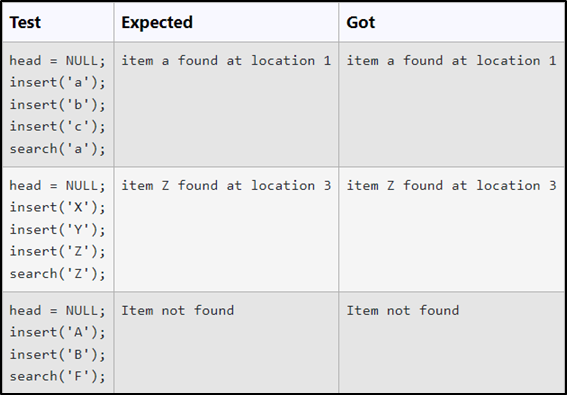 Test Expected Got
head = NULL; item a found at location 1 item a found at location 1
insert('a');
insert('b');
insert('c');
search('a');
head = NULL; item Z found at location 3 item Z found at location 3
insert('X');
insert('Y');
insert('Z');
search('Z');
head = NULL; Item not found Item not found
insert('A');
insert('B');
search('F');